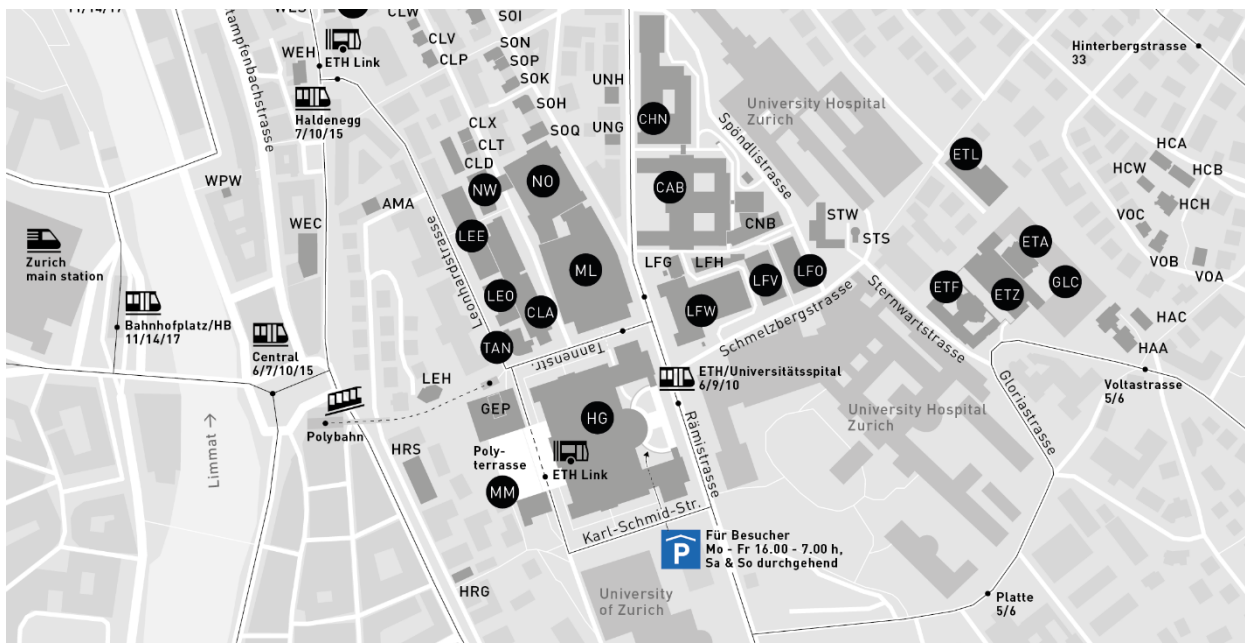 11/14/17
WES
CLW
SOI
CLV
SON
Hinterbergstrasse
33
WEH
ETH Link
CLP
SOP
SOK
UNH
Stampfenbachstrasse
Haldenegg
7/10/15
SOH
University Hospital
Zurich
CHN
Spöndlistrasse
CLX
CLT
CLD
SOQ
UNG
ETL
HCA
HCB
HCW
HCH
WPW
AMA
NW
NO
CAB
STW
CNB
STS
VOC
VOB
VOA
WEC
Leonhardstrasse
LEE
ML
LFG
LFH
LFV
LFO
ETA
GLC
Zurich
main station
Bahnhofplatz/HB
11/14/17
LEO
CLA
LFW
ETF
ETZ
HAC
HAA
Central
6/7/10/15
TAN
Tannenstr.
Schmelzbergstrasse
Sternwartstrasse
Voltastrasse
5/6
LEH
ETH/Universitätsspital
6/9/10
Gloriastrasse
GEP
HG
University Hospital
Zurich
Polybahn
Limmat →
HRS
Poly-
terrasse
ETH Link
Rämistrasse
MM
Karl-Schmid-Str.
P
Für Besucher
Mo - Fr 16.00 - 7.00 h,
Sa & So durchgehend
HRG
University
of Zurich
Platte
5/6